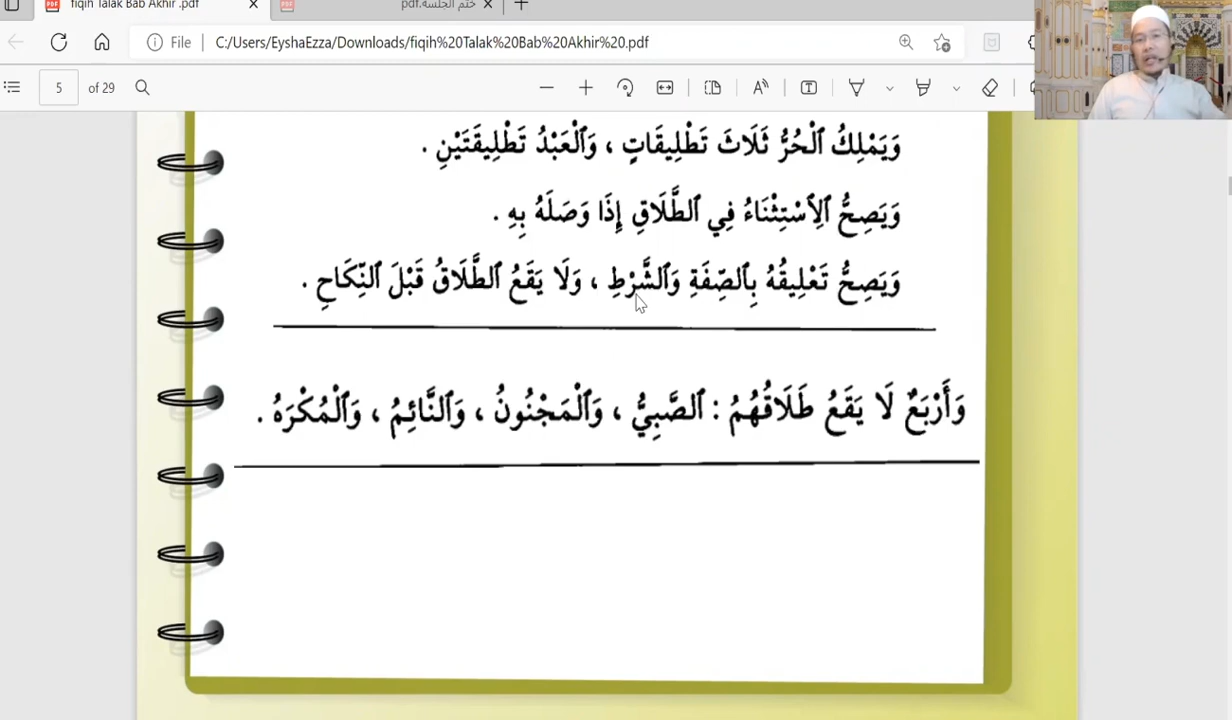 fiqih Talak Bab Akhir .pdf
ختم الجلسة.pdf
File C:/Users/EyshaEzza/Downloads/fiqih%20Talak%20Bab%20Akhir%20.pdf
5 of 29
وَيَمْلِكُ ٱلْحُرُّ ثَلَاثَ تَطْلِيقَاتٍ ، وَٱلْعَبْدُ تَطْلِيقَتَيْنِ .
وَيَصِحُّ ٱلِٱسْتِثْنَاءُ فِي ٱلطَّلَاقِ إِذَا وَصَلَهُ بِهِ .
وَيَصِحُّ تَعْلِيقُهُ بِٱلصِّفَةِ وَٱلشَّرْطِ ، وَلَا يَقَعُ ٱلطَّلَاقُ قَبْلَ ٱلنِّكَاحِ .
وَأَرْبَعٌ لَا يَقَعُ طَلَاقُهُمُ : ٱلصَّبِيُّ ، وَٱلْمَجْنُونُ ، وَٱلنَّائِمُ ، وَٱلْمُكْرَهُ .